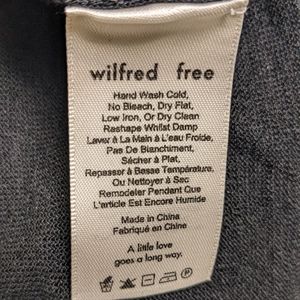 wilfred free
Hand Wash Cold,
No Bleach, Dry Flat,
Low Iron, Or Dry Clean
Reshape Whilst Damp
Laver À La Main À L'eau Froide,
Pas De Blanchiment,
Sécher à Plat,
Repasser à Basse Température,
Ou Nettoyer à Sec
Remodeler Pendant Que
L'article Est Encore Humide
Made in China
Fabriqué en Chine
A little love
goes a long way.
P